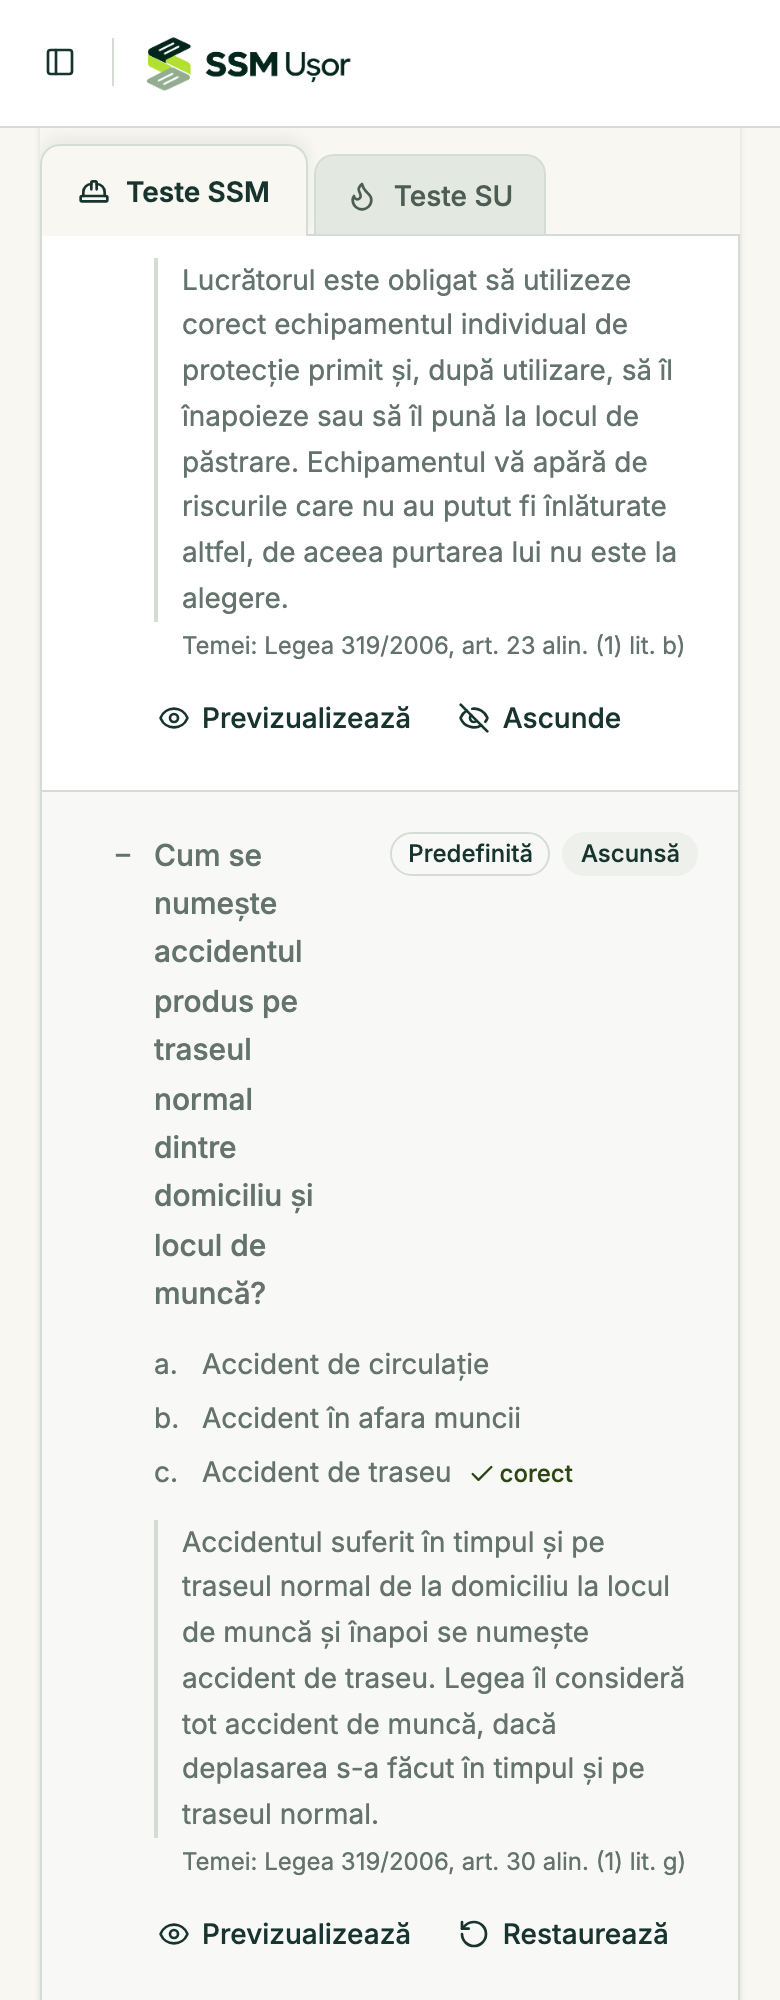 SSM Ușor
Teste SSM
Teste SU
Lucrătorul este obligat să utilizeze
corect echipamentul individual de
protecție primit și, după utilizare, să îl
înapoieze sau să îl pună la locul de
păstrare. Echipamentul vă apără de
riscurile care nu au putut fi înlăturate
altfel, de aceea purtarea lui nu este la
alegere.
Temei: Legea 319/2006, art. 23 alin. (1) lit. b)
Previzualizează
Ascunde
– Cum se
numește
accidentul
produs pe
traseul
normal
dintre
domiciliu și
locul de
muncă?
Predefinită
Ascunsă
a. Accident de circulație
b. Accident în afara muncii
c. Accident de traseu ✓ corect
Accidentul suferit în timpul și pe
traseul normal de la domiciliu la locul
de muncă și înapoi se numește
accident de traseu. Legea îl consideră
tot accident de muncă, dacă
deplasarea s-a făcut în timpul și pe
traseul normal.
Temei: Legea 319/2006, art. 30 alin. (1) lit. g)
Previzualizează
Restaurează